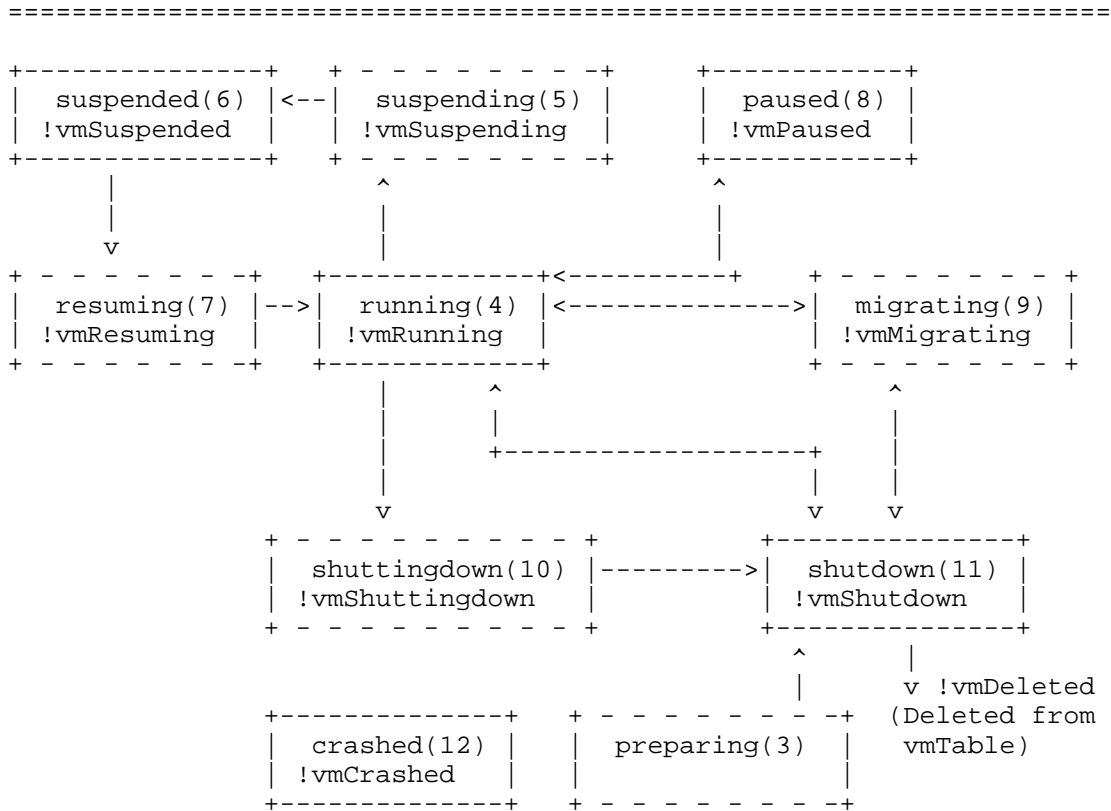 suspended(6) suspending(5) paused(8)
!vmSuspended !vmSuspending !vmPaused
resuming(7) running(4) migrating(9)
!vmResuming !vmRunning !vmMigrating
shuttingdown(10) shutdown(11)
!vmShuttingdown !vmShutdown
!vmDeleted
(Deleted from
crashed(12) preparing(3) vmTable)
!vmCrashed